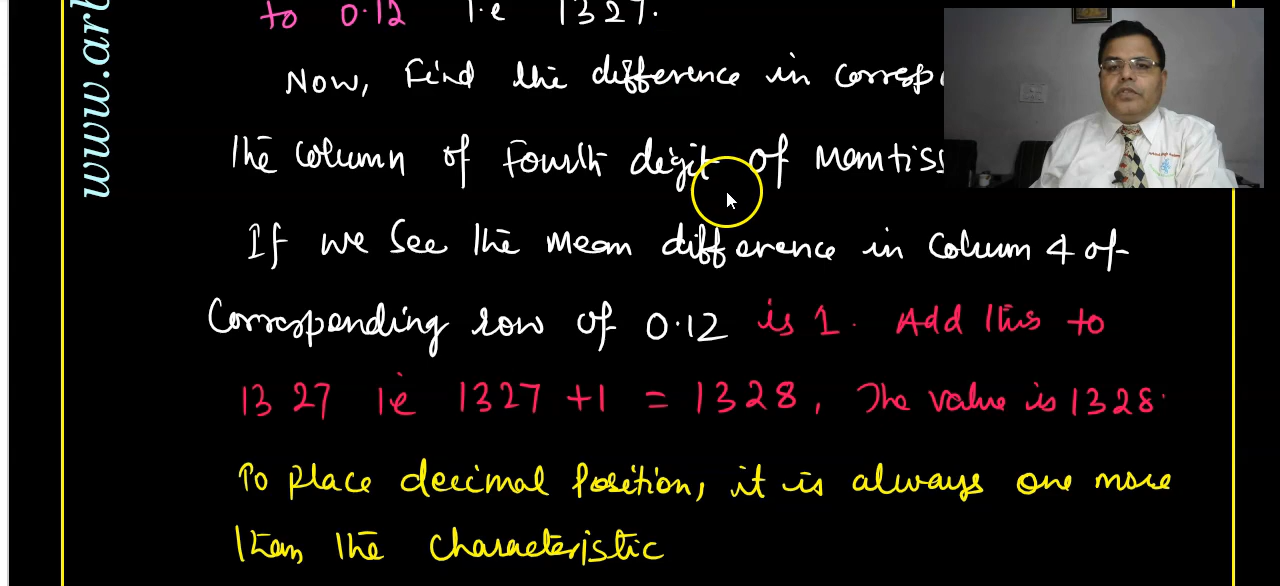 www.ar
to 0.12 i.e 1327.
Now, Find the difference in corresp
the column of Fourth digit of Mantiss
If we see the mean difference in column 4 of
Corresponding row of 0.12 is 1. Add this to
1327 ie 1327 +1 = 1328, The value is 1328.
To place decimal position, it is always one more
than the characteristic